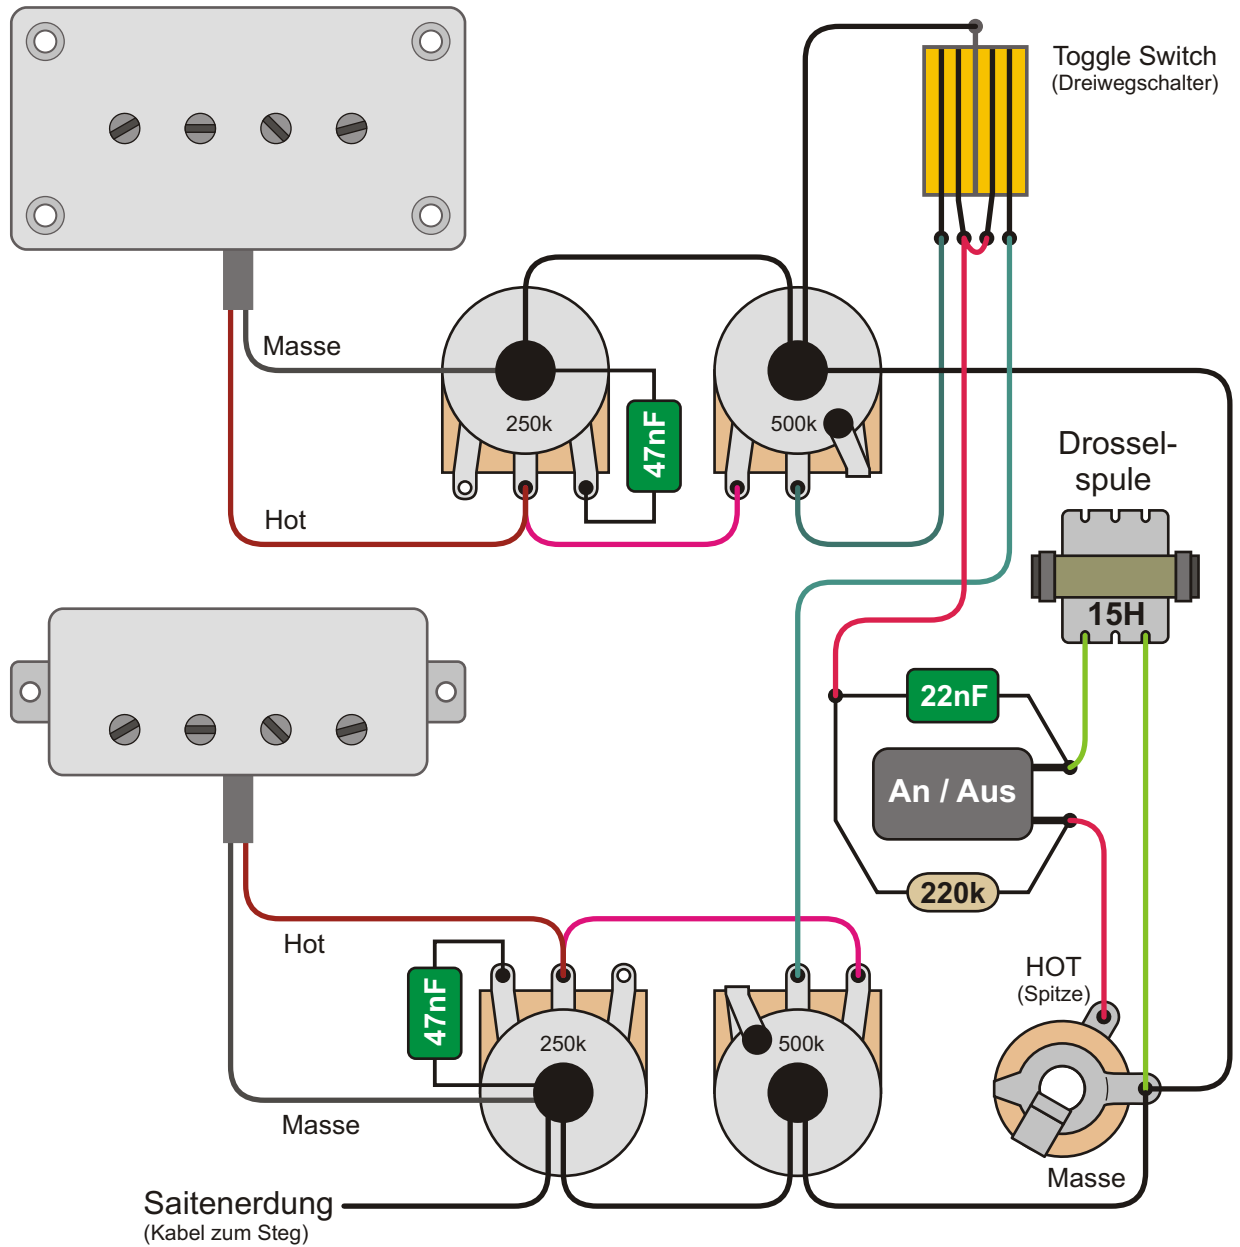 Toggle Switch
(Dreiwegschalter)
Masse
250k
47nF
500k
Hot
Drossel-
spule
15H
22nF
An / Aus
220k
Hot
47nF
250k
500k
HOT
(Spitze)
Masse
Masse
Saitenerdung
(Kabel zum Steg)